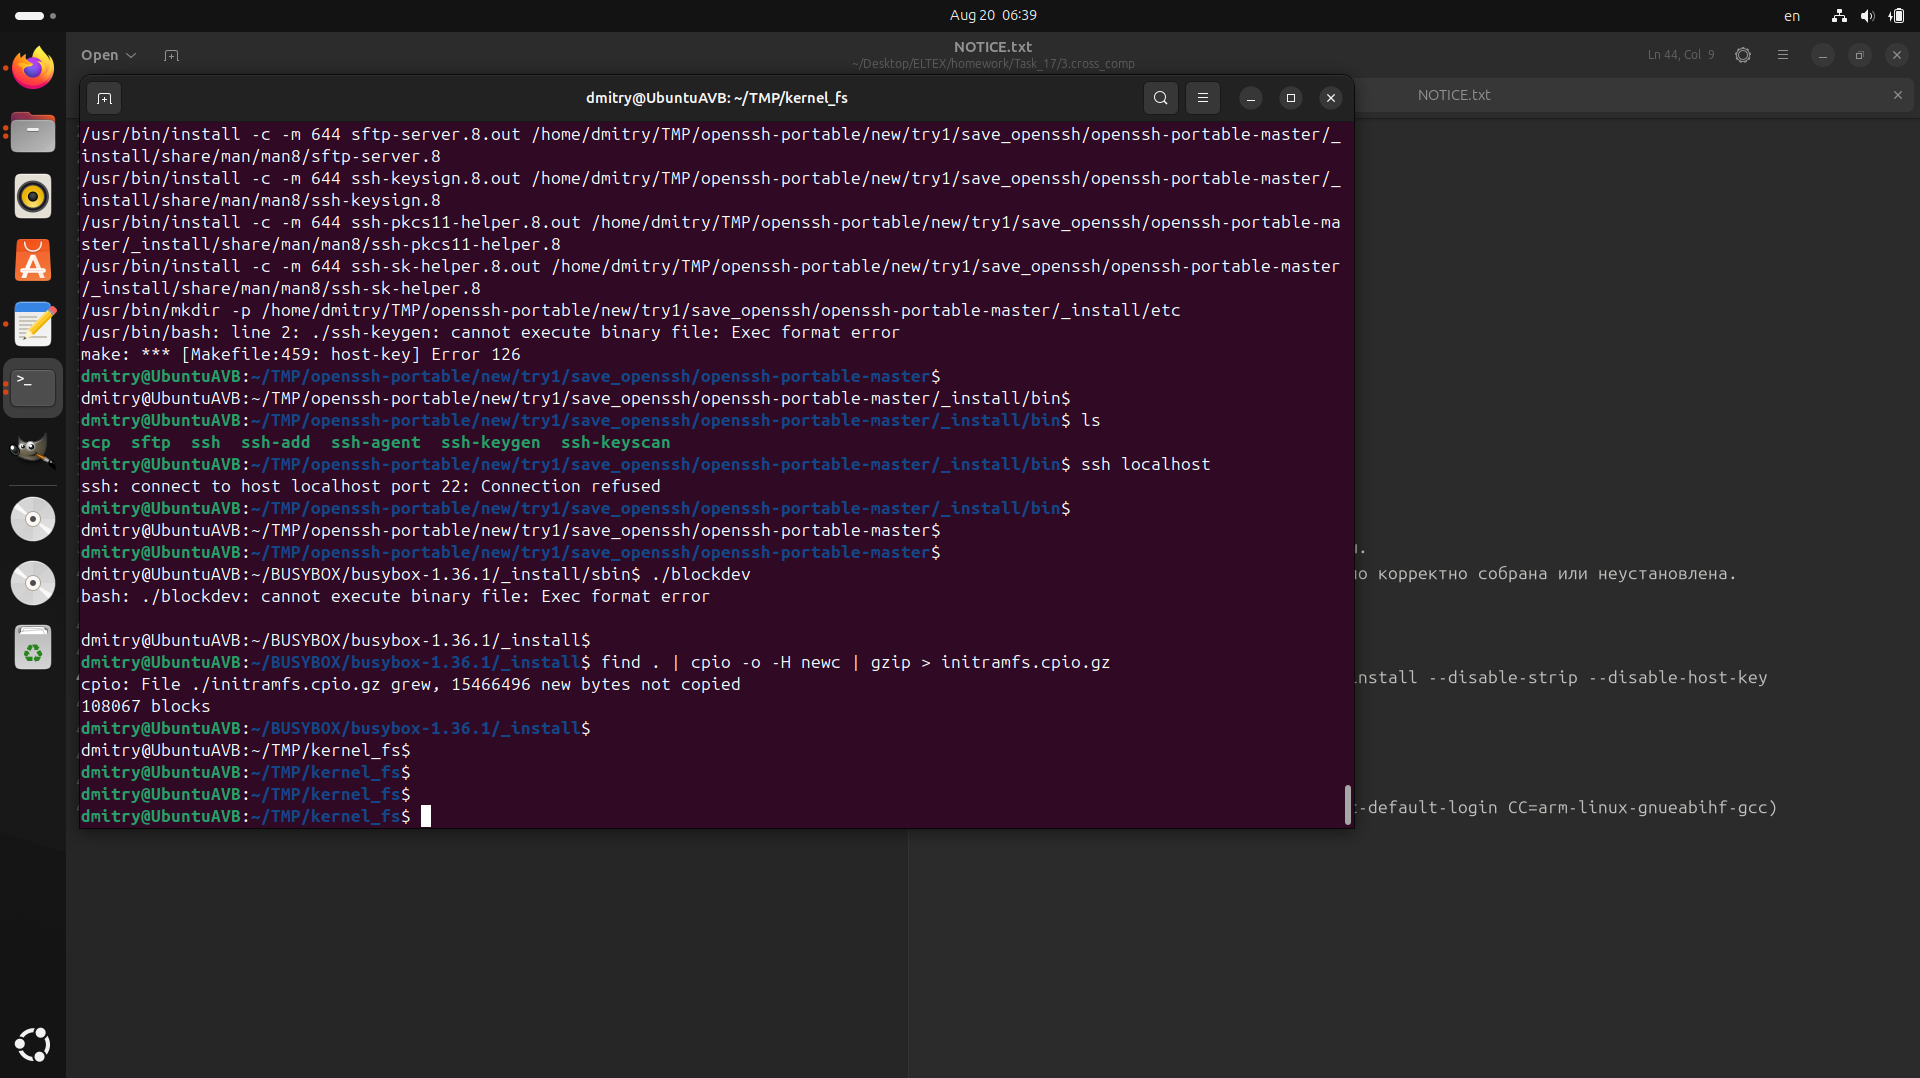 Aug 20 06:39
en
Open
NOTICE.txt
~/Desktop/ELTEX/homework/Task_17/3.cross_comp
Ln 44, Col 9
NOTICE.txt
dmitry@UbuntuAVB: ~/TMP/kernel_fs
/usr/bin/install -c -m 644 sftp-server.8.out /home/dmitry/TMP/openssh-portable/new/try1/save_openssh/openssh-portable-master/_
install/share/man/man8/sftp-server.8
/usr/bin/install -c -m 644 ssh-keysign.8.out /home/dmitry/TMP/openssh-portable/new/try1/save_openssh/openssh-portable-master/_
install/share/man/man8/ssh-keysign.8
/usr/bin/install -c -m 644 ssh-pkcs11-helper.8.out /home/dmitry/TMP/openssh-portable/new/try1/save_openssh/openssh-portable-ma
ster/_install/share/man/man8/ssh-pkcs11-helper.8
/usr/bin/install -c -m 644 ssh-sk-helper.8.out /home/dmitry/TMP/openssh-portable/new/try1/save_openssh/openssh-portable-master
/_install/share/man/man8/ssh-sk-helper.8
/usr/bin/mkdir -p /home/dmitry/TMP/openssh-portable/new/try1/save_openssh/openssh-portable-master/_install/etc
/usr/bin/bash: line 2: ./ssh-keygen: cannot execute binary file: Exec format error
make: *** [Makefile:459: host-key] Error 126
dmitry@UbuntuAVB:~/TMP/openssh-portable/new/try1/save_openssh/openssh-portable-master$
dmitry@UbuntuAVB:~/TMP/openssh-portable/new/try1/save_openssh/openssh-portable-master/_install/bin$
dmitry@UbuntuAVB:~/TMP/openssh-portable/new/try1/save_openssh/openssh-portable-master/_install/bin$ ls
scp sftp ssh ssh-add ssh-agent ssh-keygen ssh-keyscan
dmitry@UbuntuAVB:~/TMP/openssh-portable/new/try1/save_openssh/openssh-portable-master/_install/bin$ ssh localhost
ssh: connect to host localhost port 22: Connection refused
dmitry@UbuntuAVB:~/TMP/openssh-portable/new/try1/save_openssh/openssh-portable-master/_install/bin$
dmitry@UbuntuAVB:~/TMP/openssh-portable/new/try1/save_openssh/openssh-portable-master$
dmitry@UbuntuAVB:~/TMP/openssh-portable/new/try1/save_openssh/openssh-portable-master$
dmitry@UbuntuAVB:~/BUSYBOX/busybox-1.36.1/_install/sbin$ ./blockdev
bash: ./blockdev: cannot execute binary file: Exec format error
dmitry@UbuntuAVB:~/BUSYBOX/busybox-1.36.1/_install$
dmitry@UbuntuAVB:~/BUSYBOX/busybox-1.36.1/_install$ find . | cpio -o -H newc | gzip > initramfs.cpio.gz
cpio: File ./initramfs.cpio.gz grew, 15466496 new bytes not copied
108067 blocks
dmitry@UbuntuAVB:~/BUSYBOX/busybox-1.36.1/_install$
dmitry@UbuntuAVB:~/TMP/kernel_fs$
dmitry@UbuntuAVB:~/TMP/kernel_fs$
dmitry@UbuntuAVB:~/TMP/kernel_fs$
dmitry@UbuntuAVB:~/TMP/kernel_fs$
корректно собрана или неустановлена.
nstall --disable-strip --disable-host-key
-default-login CC=arm-linux-gnueabihf-gcc)